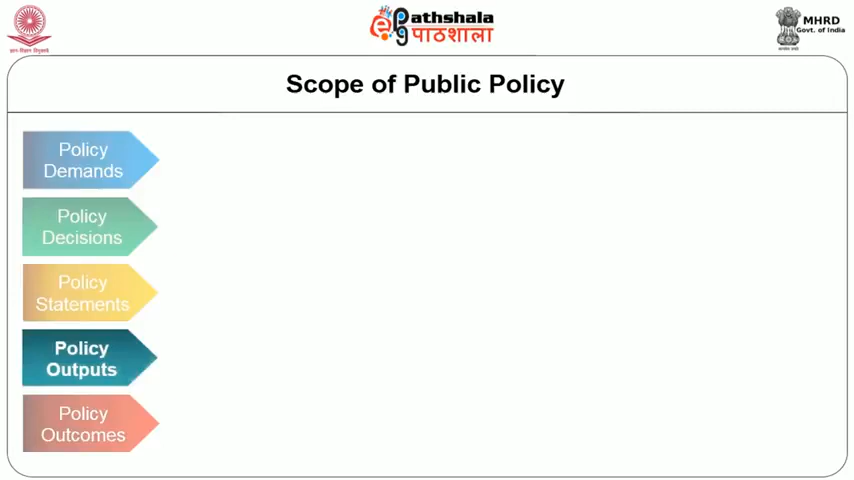 ePathshala
पाठशाला
MHRD
Govt. of India
Scope of Public Policy
Policy
Demands
Policy
Decisions
Policy
Statements
Policy
Outputs
Policy
Outcomes